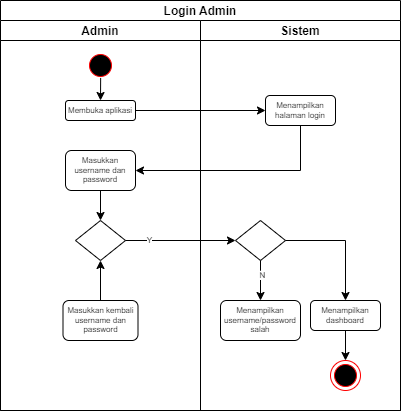 Login Admin
Admin
Sistem
Membuka aplikasi
Menampilkan
halaman login
Masukkan
username dan
password
Y
N
Masukkan kembali
username dan
password
Menampilkan
username/password
salah
Menampilkan
dashboard